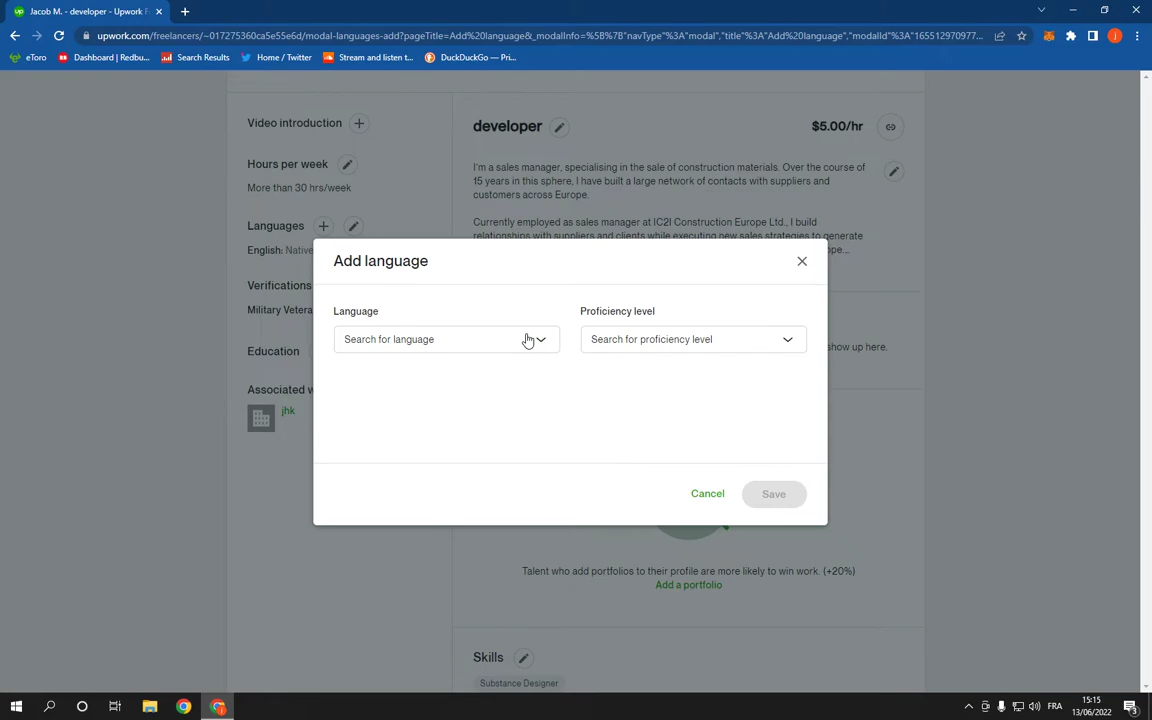 Jacob M. - developer - Upwork F
upwork.com/freelancers/~017275360ca5e55e6d/modal-languages-add?pageTitle=Add%20language&_modalInfo=%5B%7B"navType"%3A"modal","title"%3A"Add%20language","modalId"%3A"165512970977...
eToro
Dashboard | Redbu...
Search Results
Home / Twitter
Stream and listen t...
DuckDuckGo — Pri...
Video introduction
developer
$5.00/hr
Hours per week
More than 30 hrs/week
I'm a sales manager, specialising in the sale of construction materials. Over the course of
15 years in this sphere, I have built a large network of contacts with suppliers and
customers across Europe.
Languages
English: Native
Currently employed as sales manager at IC2I Construction Europe Ltd., I build
relationships with suppliers and clients while executing new sales strategies to generate
ope...
Add language
Verifications
Military Vetera
Language
Proficiency level
Search for language
Search for proficiency level
Education
show up here.
Associated w
jhk
Cancel
Save
Talent who add portfolios to their profile are more likely to win work. (+20%)
Add a portfolio
Skills
Substance Designer
FRA
15:15
13/06/2022
3